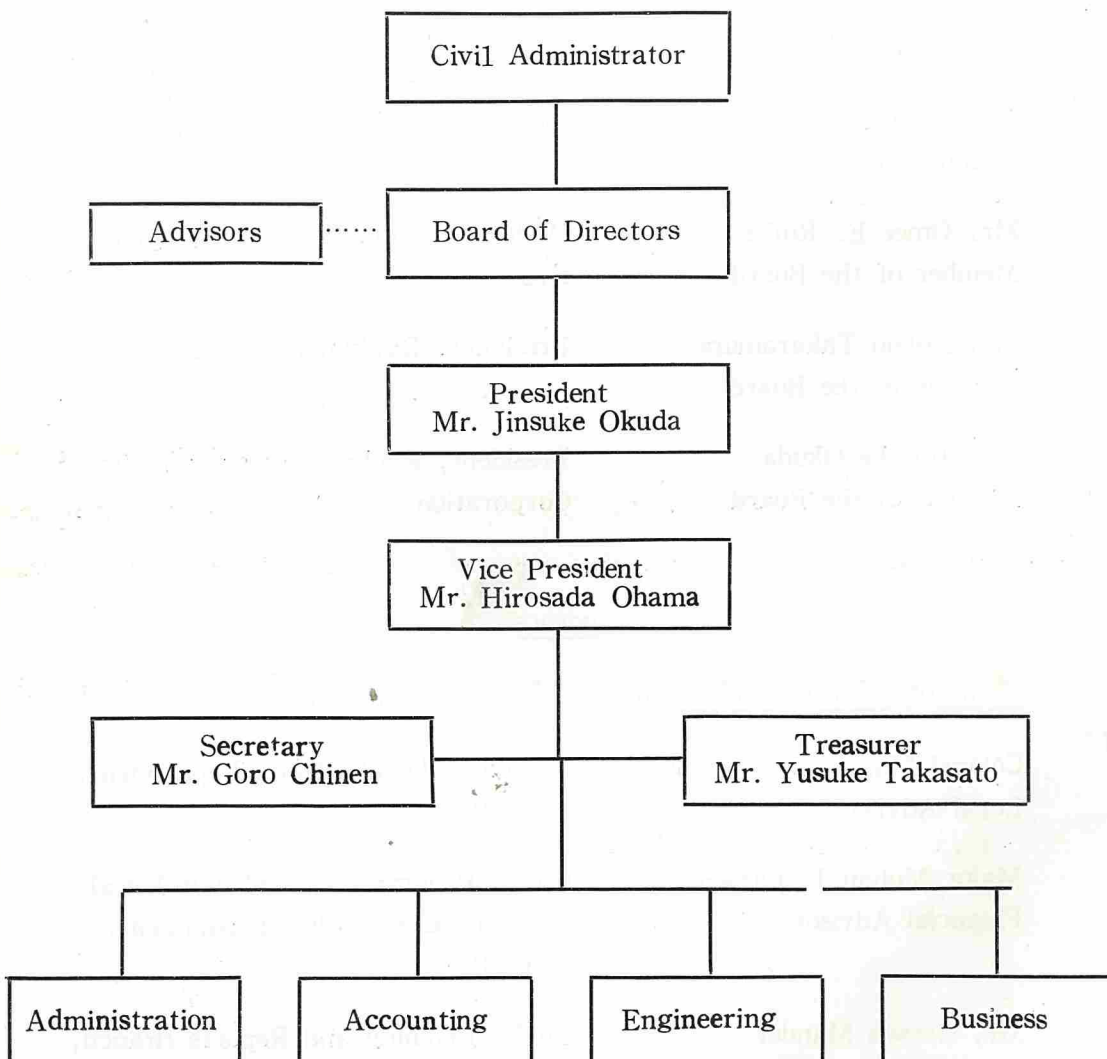 Civil Administrator
Advisors
Board of Directors
President
Mr. Jinsuke Okuda
Vice President
Mr. Hirosada Ohama
Secretary
Mr. Goro Chinen
Treasurer
Mr. Yusuke Takasato
Administration
Accounting
Engineering
Business